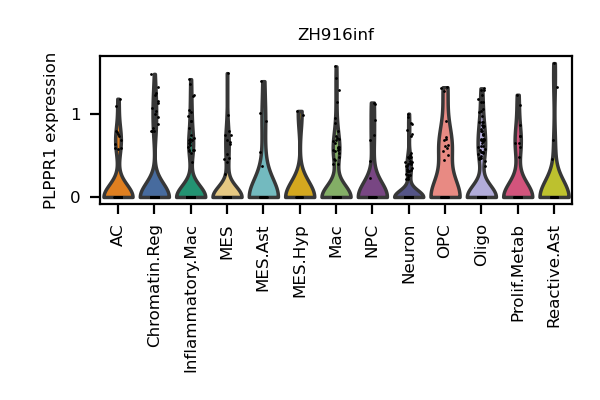 ZH916inf
PLPPR1 expression
1
0
AC
Chromatin.Reg
Inflammatory.Mac
MES
MES.Ast
MES.Hyp
Mac
NPC
Neuron
OPC
Oligo
Prolif.Metab
Reactive.Ast